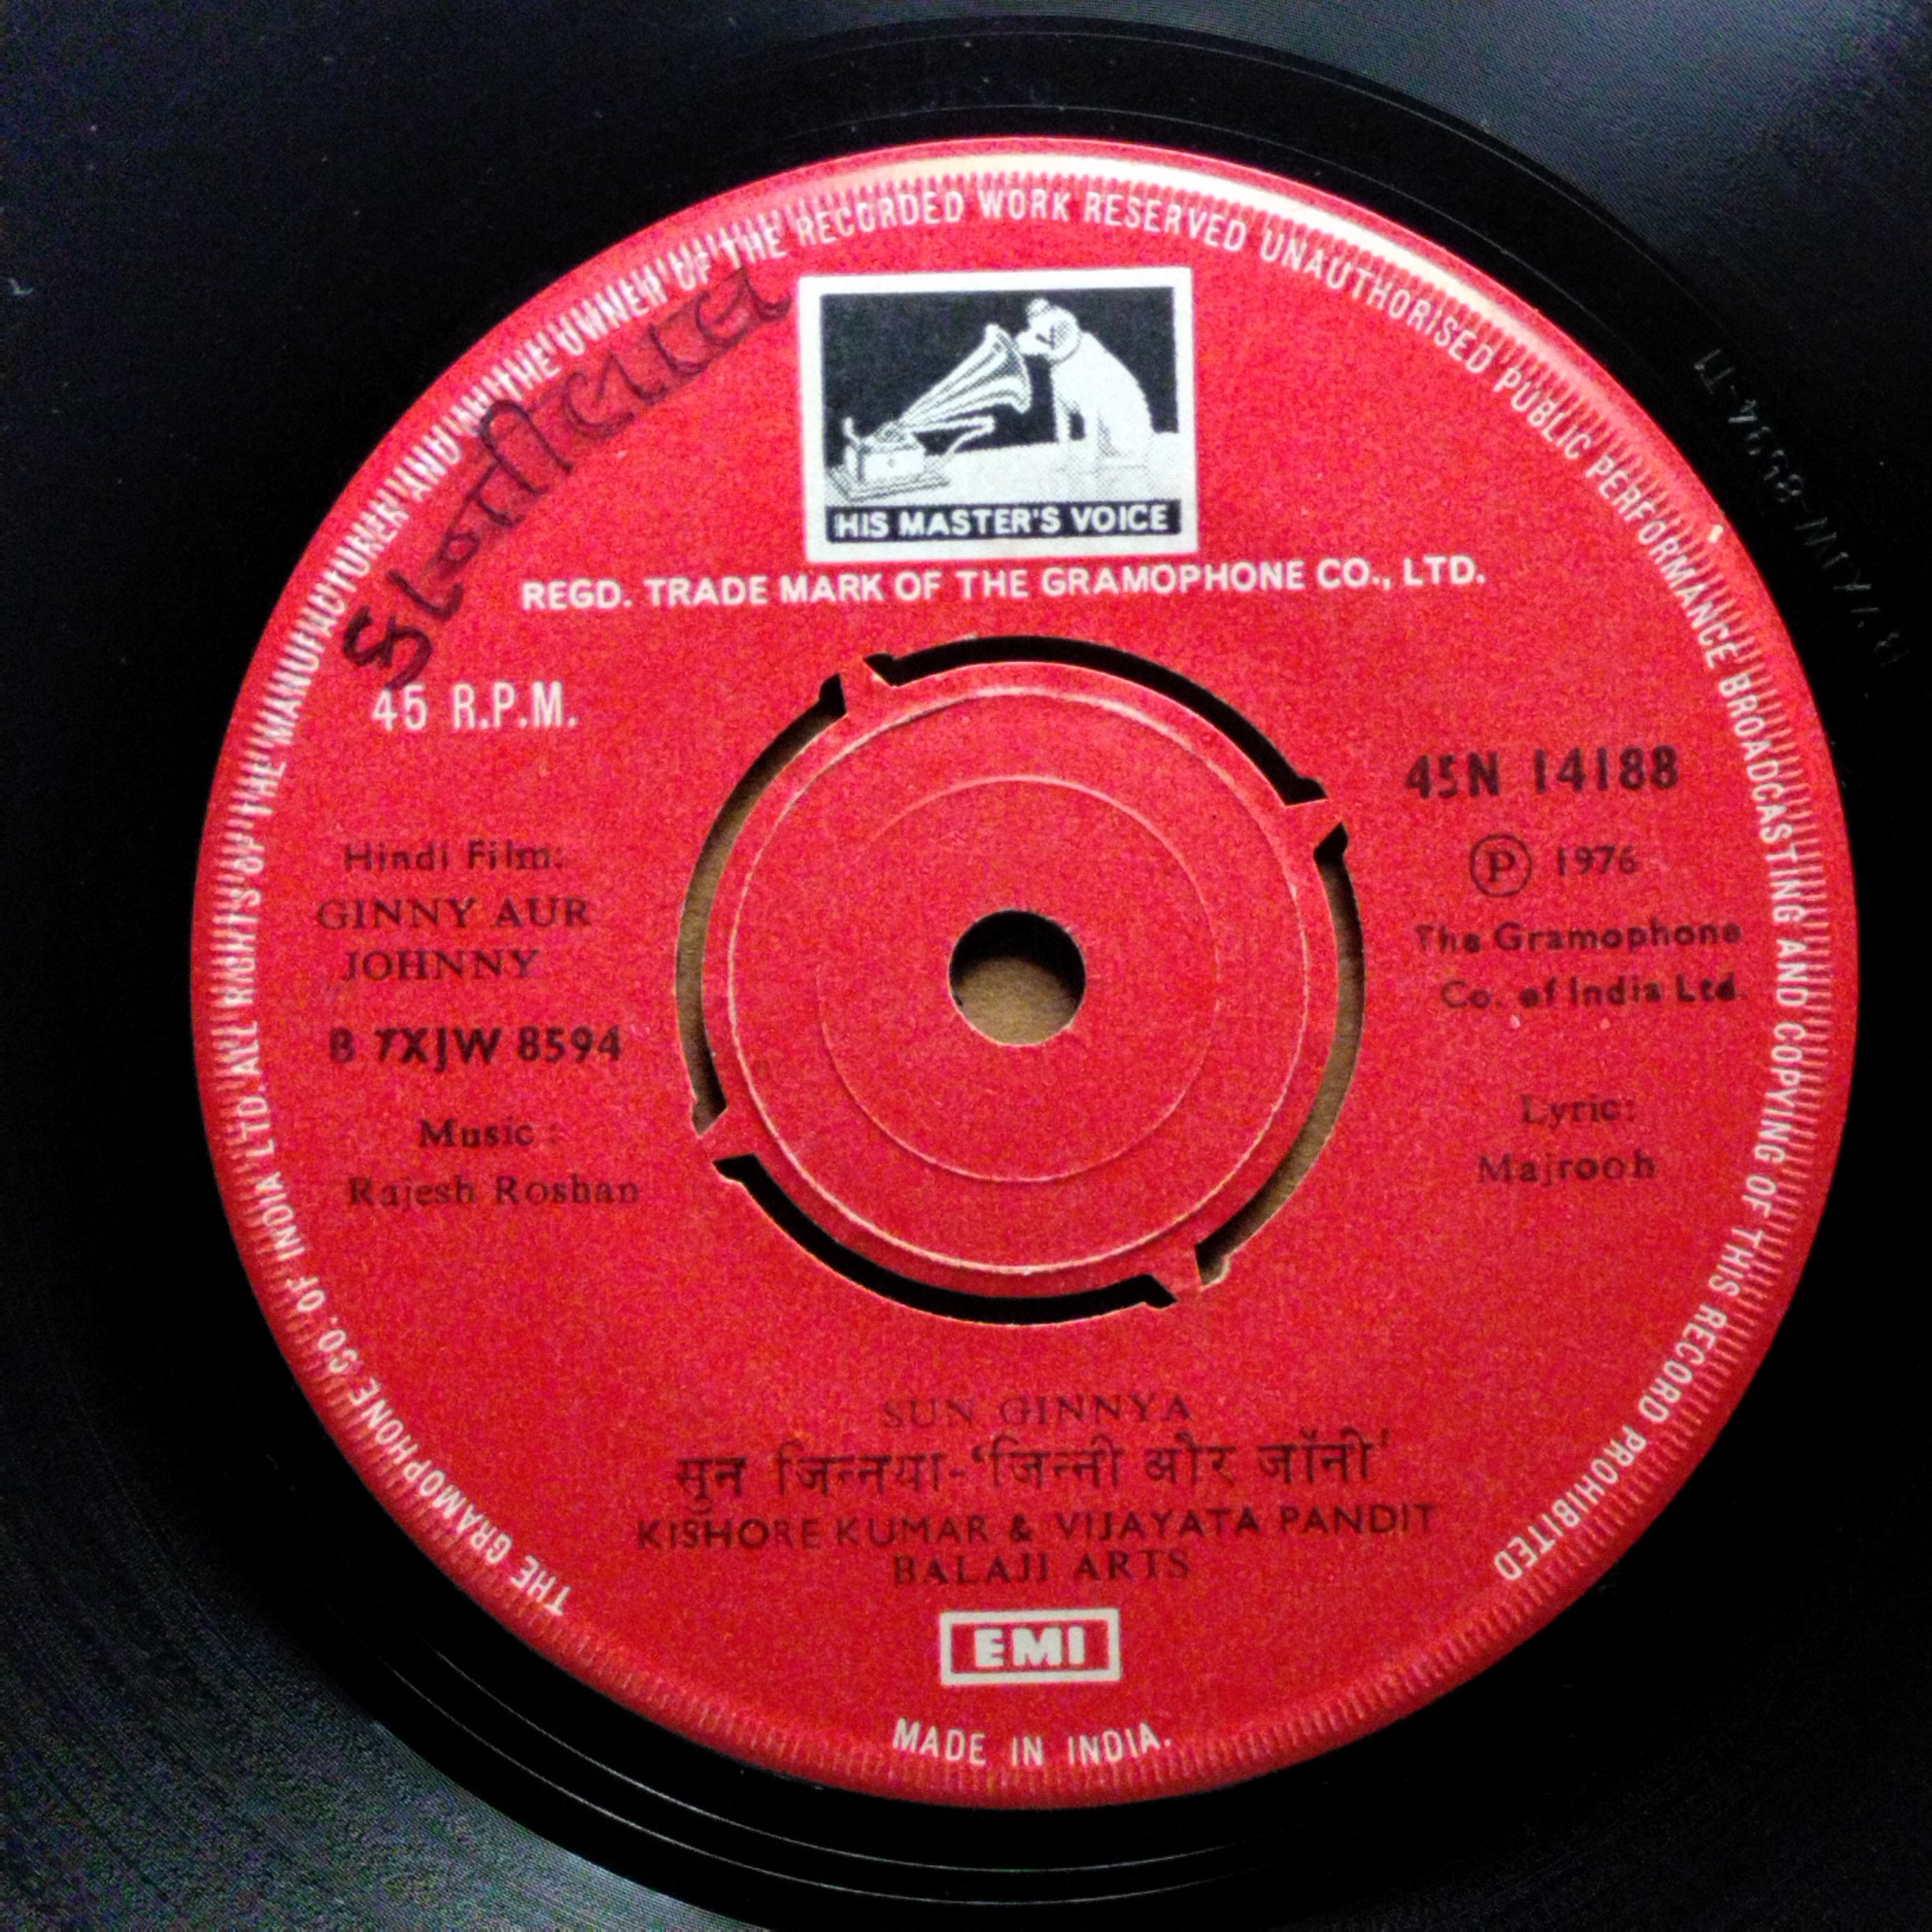 THE GRAMOPHONE CO. OF INDIA LTD. ALL RIGHTS OF THE MANUFACTURER AND THE OWNER OF THE RECORDED WORK RESERVED UNAUTHORISED PUBLIC PERFORMANCE BROADCASTING AND COPYING OF THIS RECORD PROHIBITED
HIS MASTER'S VOICE
REGD. TRADE MARK OF THE GRAMOPHONE CO., LTD.
45 R.P.M.
Hindi Film:
GINNY AUR
JOHNNY
B 7XJW 8594
Music :
Rajesh Roshan
45N 14188
Ⓟ 1976
The Gramophone
Co. of India Ltd.
Lyric:
Majrooh
SUN GINNYA
सुन जिन्नया-'जिन्नी और जॉनी'
KISHORE KUMAR & VIJAYATA PANDIT
BALAJI ARTS
EMI
MADE IN INDIA.